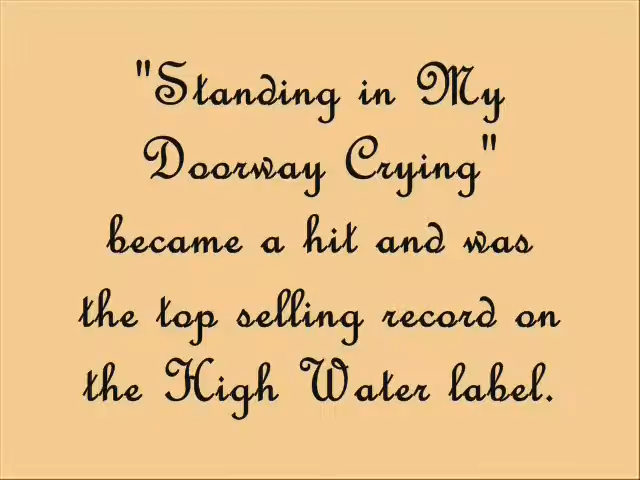 "Standing in My
Doorway Crying"
became a hit and was
the top selling record on
the High Water label.